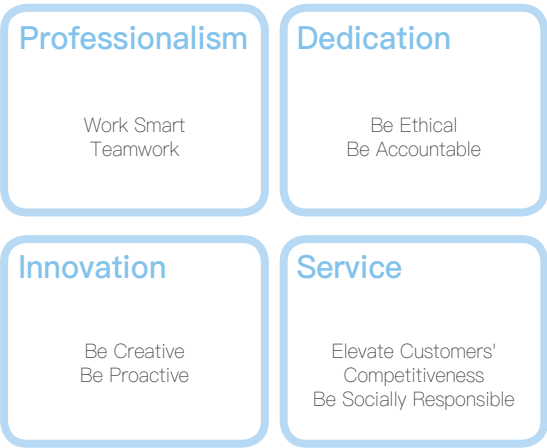 Professionalism
Work Smart
Teamwork
Dedication
Be Ethical
Be Accountable
Innovation
Be Creative
Be Proactive
Service
Elevate Customers'
Competitiveness
Be Socially Responsible